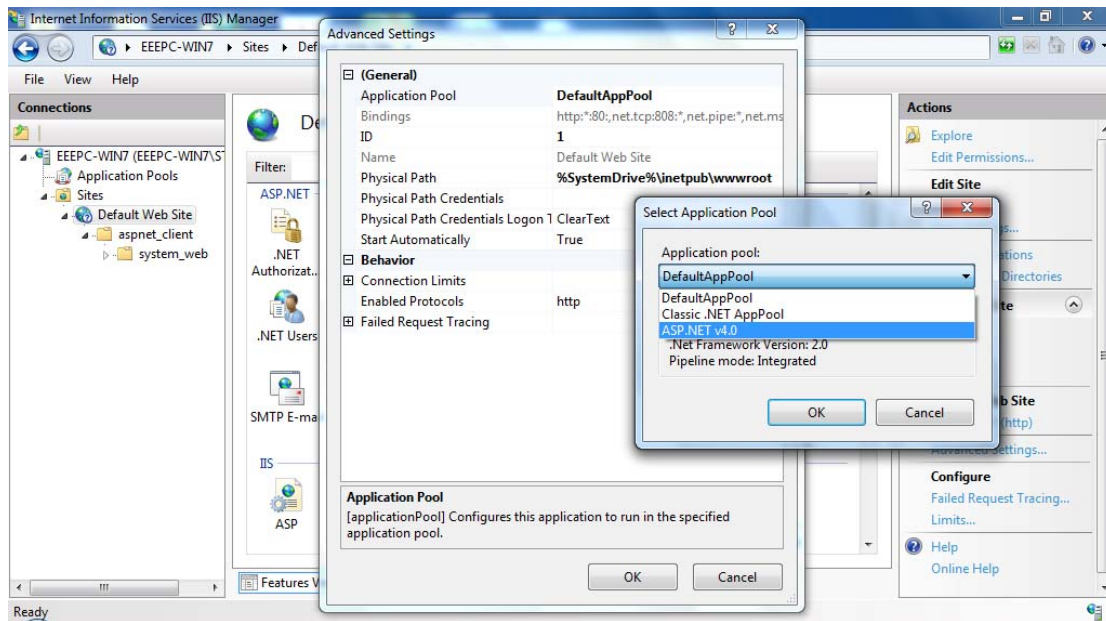 Internet Information Services (IIS) Manager
EEEPC-WIN7 Sites Def
File View Help
Connections
EEEPC-WIN7 (EEEPC-WIN7\
Application Pools
Sites
Default Web Site
aspnet_client
system_web
De
Filter:
ASP.NET
.NET
Authorizat...
.NET Users
SMTP E-ma
IIS
ASP
Features V
Ready
Advanced Settings
(General)
Application Pool DefaultAppPool
Bindings http:*:80:,net.tcp:808:*,net.pipe:*,net.ms
ID 1
Name Default Web Site
Physical Path %SystemDrive%\inetpub\wwwroot
Physical Path Credentials
Physical Path Credentials Logon ClearText
Start Automatically True
Behavior
Connection Limits
Enabled Protocols http
Failed Request Tracing
Application Pool
[applicationPool] Configures this application to run in the specified
application pool.
OK Cancel
Select Application Pool
Application pool:
DefaultAppPool
DefaultAppPool
Classic .NET AppPool
ASP.NET v4.0
.Net Framework Version: 2.0
Pipeline mode: Integrated
OK Cancel
Actions
Explore
Edit Permissions...
Edit Site
Directories
te
b Site
(http)
Advanced Settings...
Configure
Failed Request Tracing...
Limits...
Help
Online Help